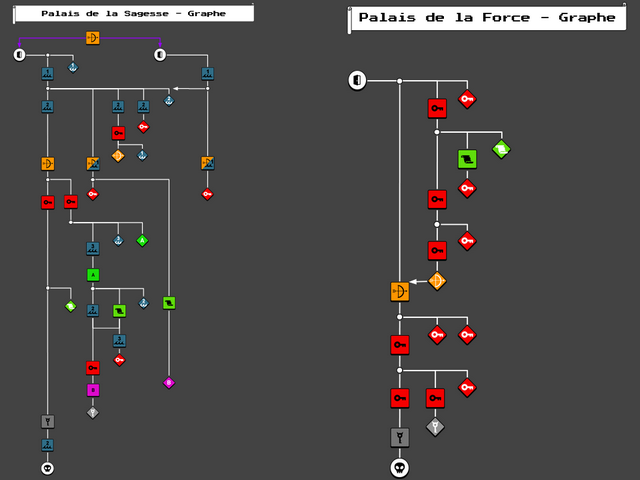 Palais de la Sagesse - Graphe
Palais de la Force - Graphe
A
A